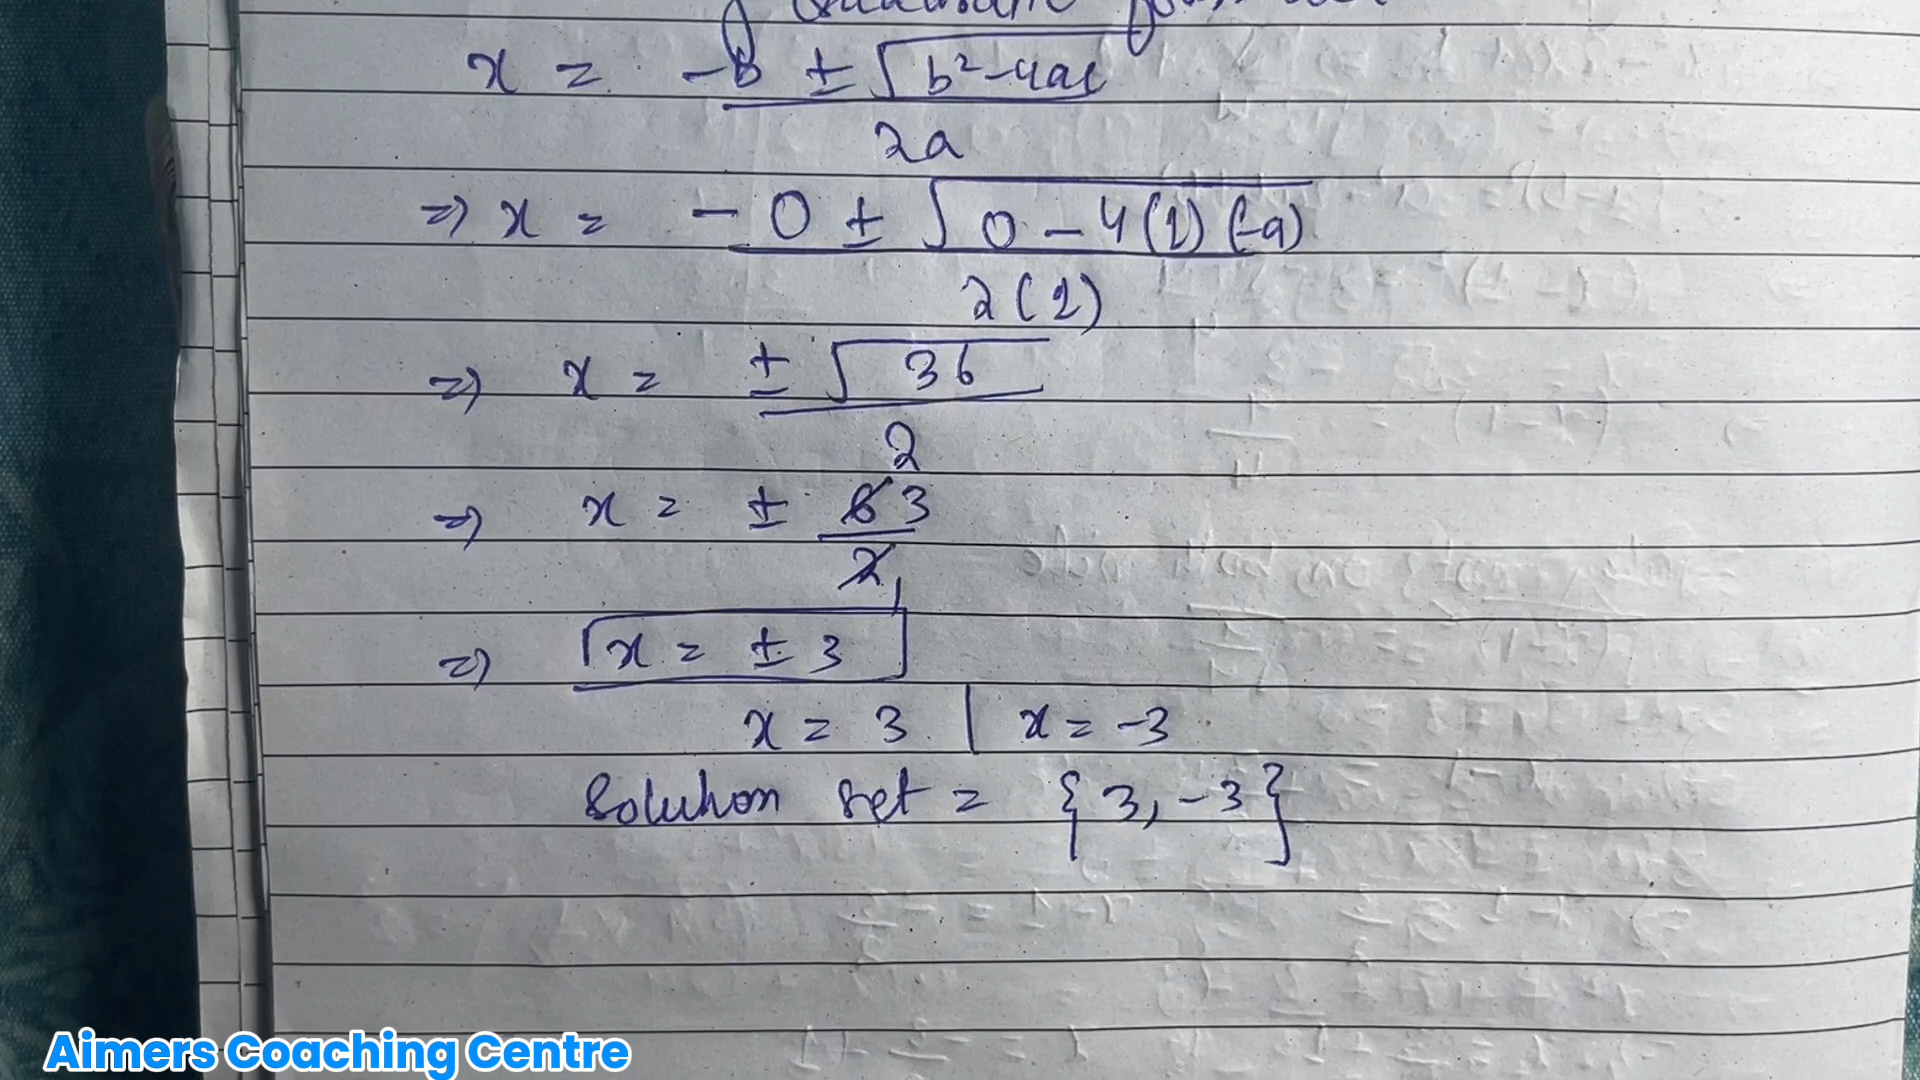 x = -b ± √b²-4ac
2a
=> x = - 0 ± √0 - 4(1)(-9)
2(1)
=> x = ± √36
2
=> x = ± 6 3
2 1
=> x = ± 3
x = 3 | x = -3
Solution set = {3, -3}
Aimers Coaching Centre